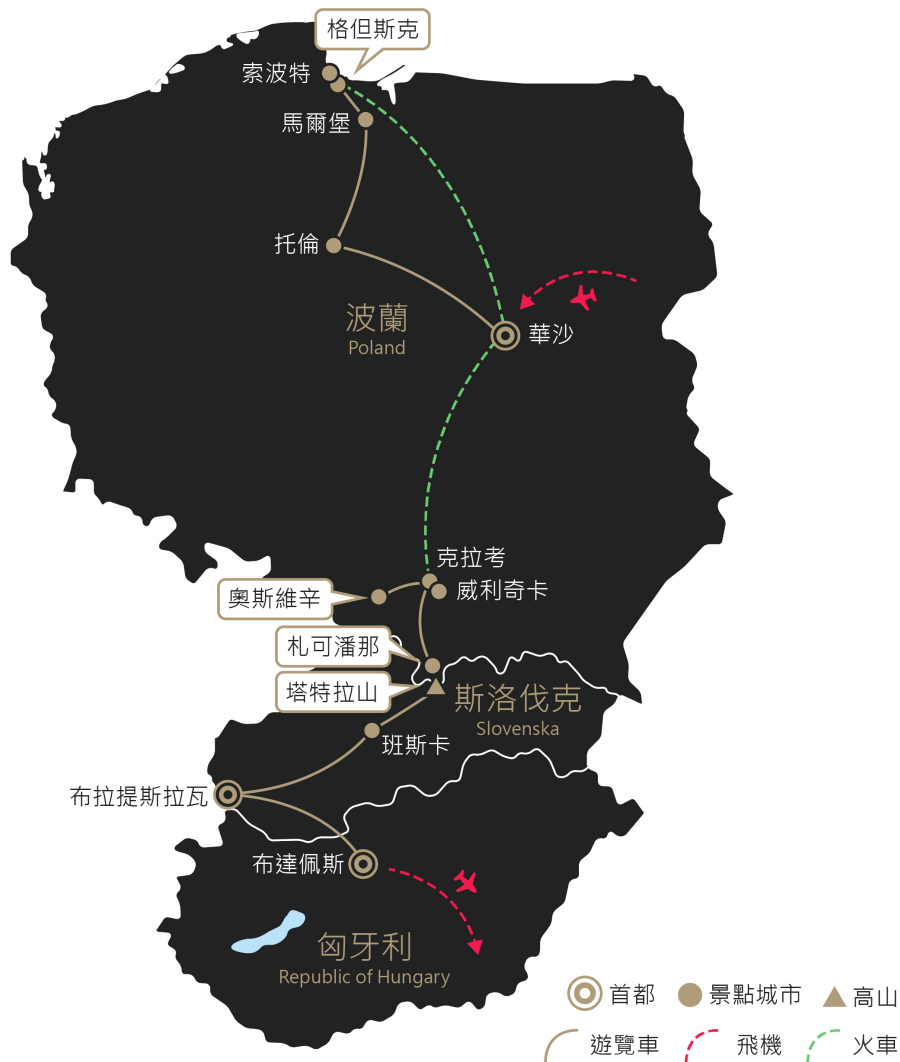 格但斯克
索波特
馬爾堡
托倫
波蘭
Poland
華沙
克拉考
威利奇卡
奧斯維辛
札可潘那
塔特拉山
斯洛伐克
Slovenska
班斯卡
布拉提斯拉瓦
布達佩斯
匈牙利
Republic of Hungary
首都 景點城市 高山
遊覽車 飛機 火車